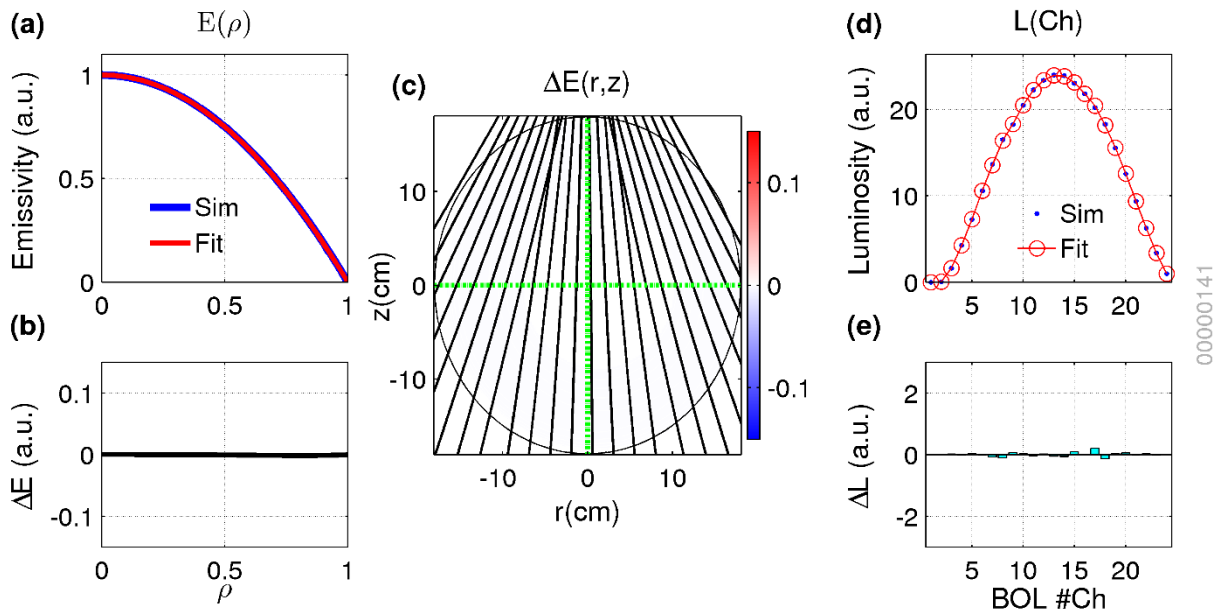 (a)
E(ρ)
Emissivity (a.u.)
1
0.5
0
Sim
Fit
0
0.5
1
(b)
ΔE (a.u.)
0.1
0
-0.1
0
0.5
1
ρ
(c)
ΔE(r,z)
z(cm)
10
0
-10
-10
0
10
r(cm)
0.1
0
-0.1
(d)
L(Ch)
Luminosity (a.u.)
20
10
0
Sim
Fit
5
10
15
20
(e)
ΔL (a.u.)
2
0
-2
5
10
15
20
BOL #Ch
00000141